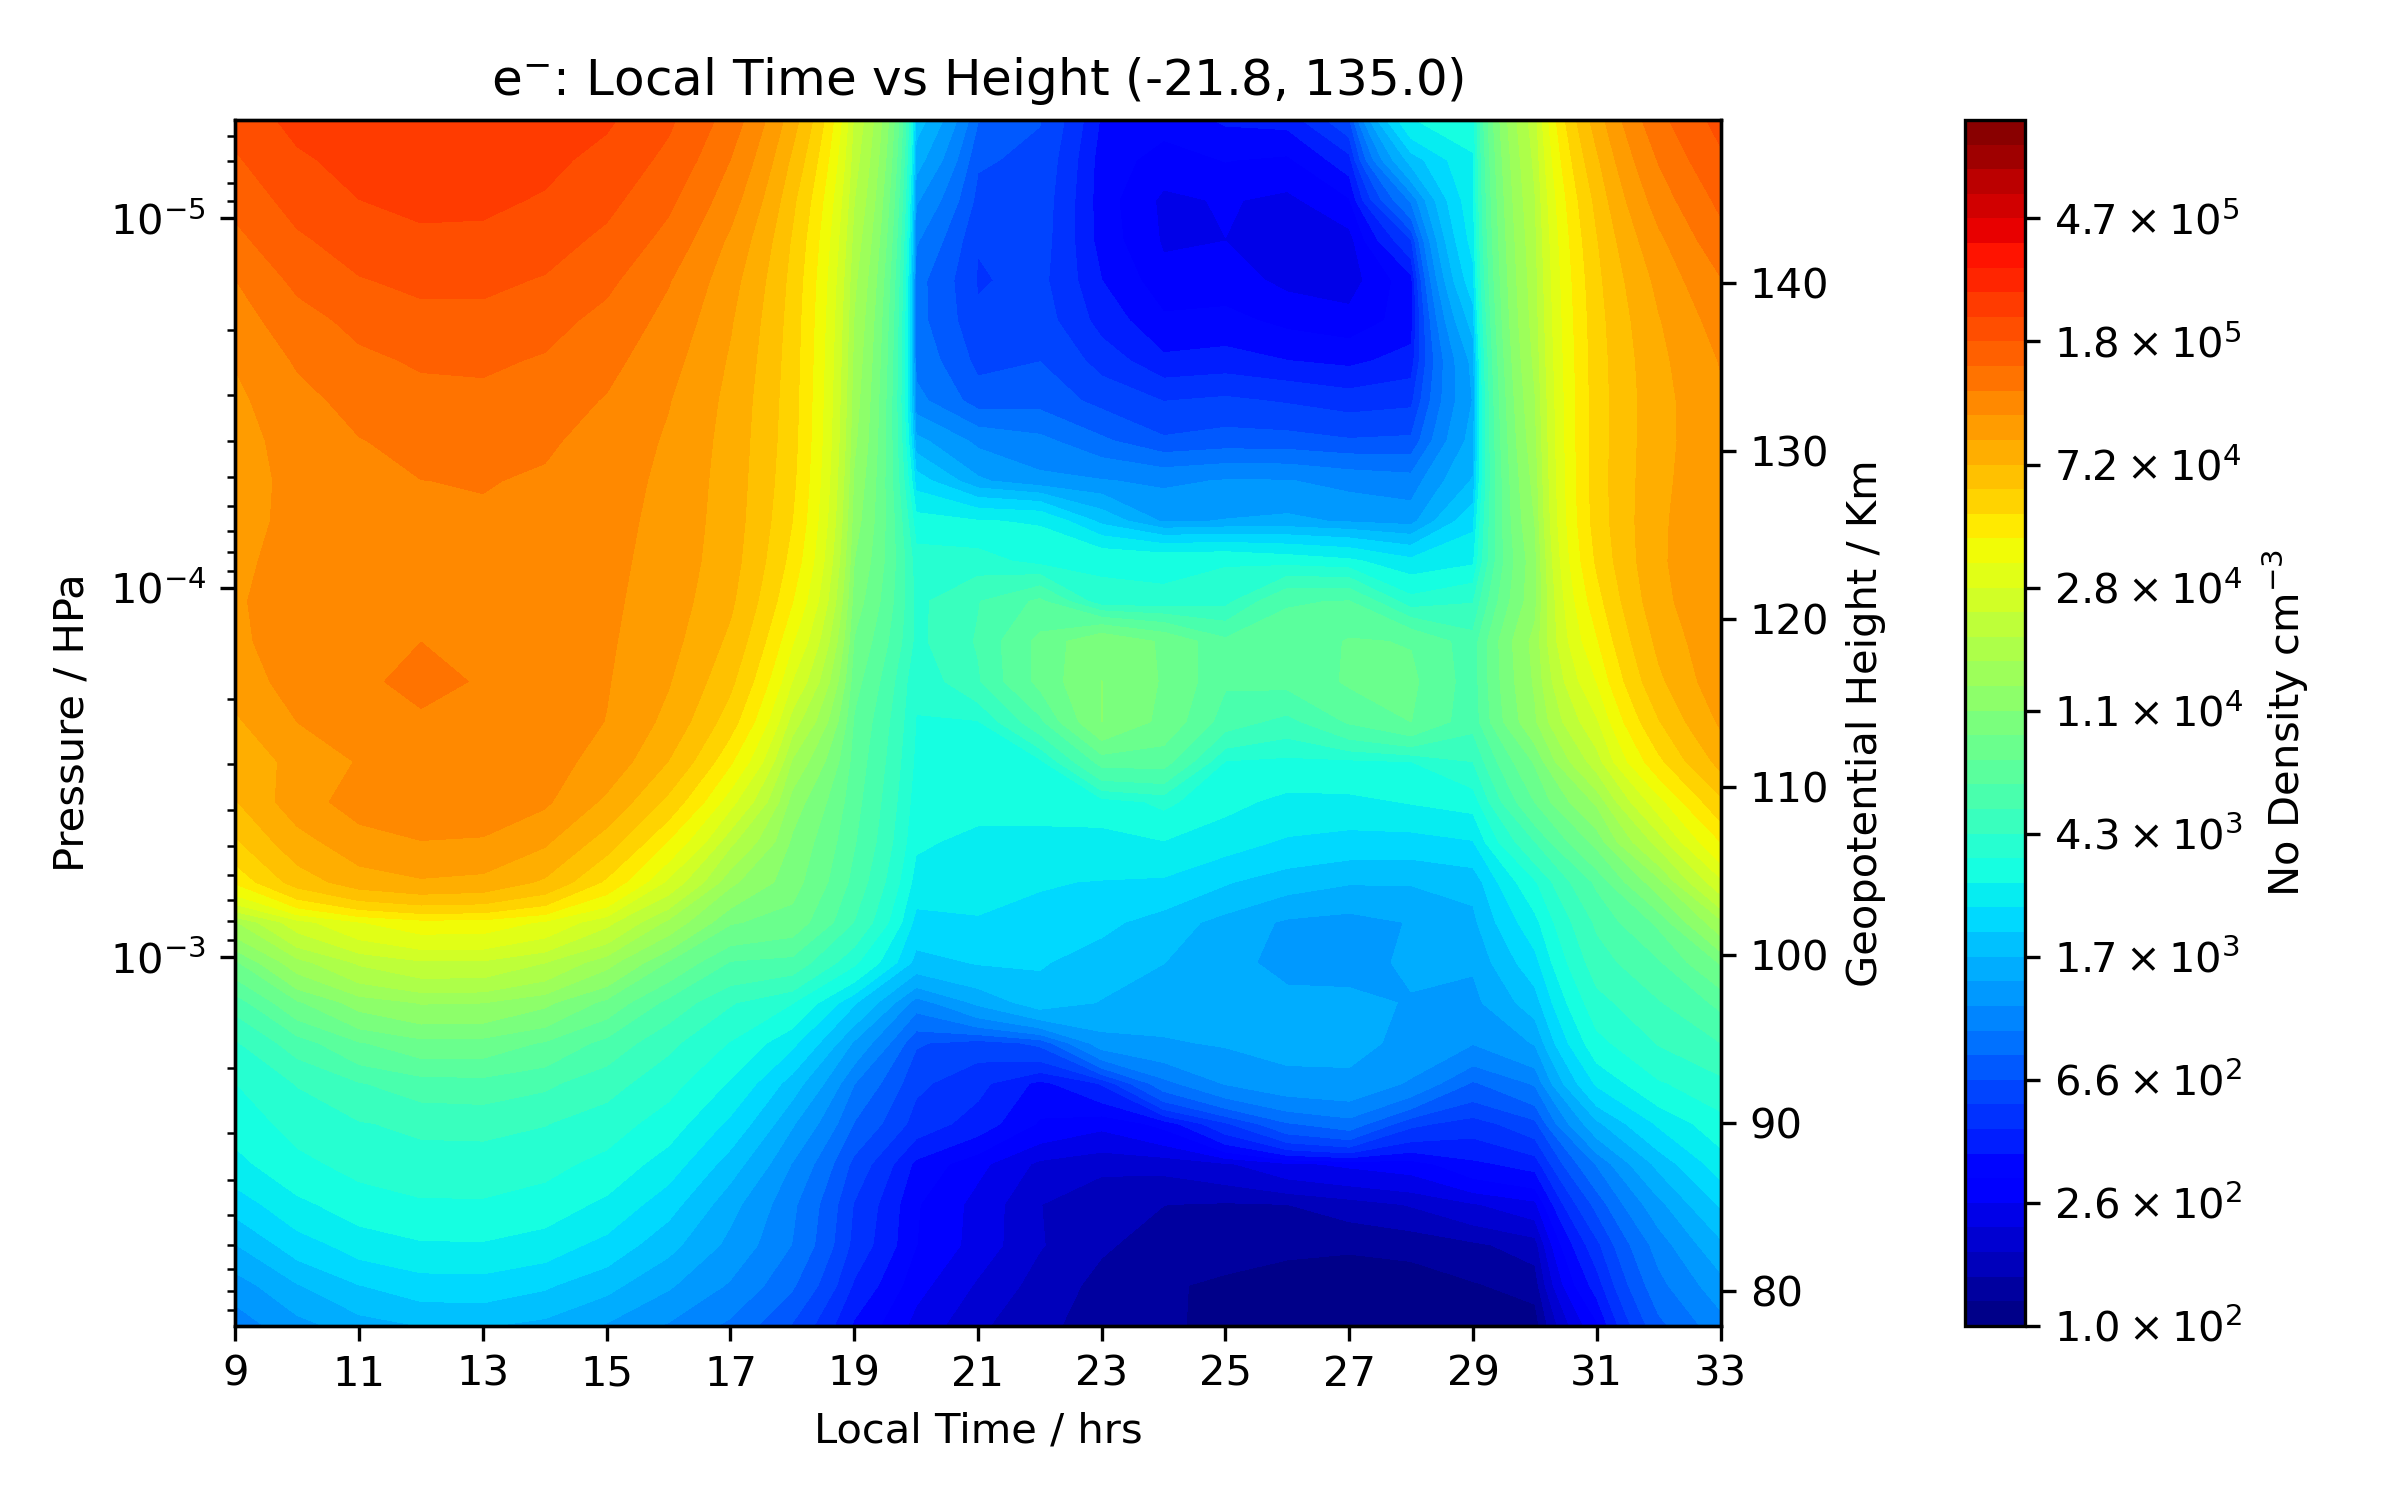 e⁻: Local Time vs Height (-21.8, 135.0)
10⁻⁵
10⁻⁴
10⁻³
Pressure / HPa
140
130
120
110
100
90
80
Geopotential Height / Km
9 11 13 15 17 19 21 23 25 27 29 31 33
Local Time / hrs
4.7 × 10⁵
1.8 × 10⁵
7.2 × 10⁴
2.8 × 10⁴
1.1 × 10⁴
4.3 × 10³
1.7 × 10³
6.6 × 10²
2.6 × 10²
1.0 × 10²
No Density cm⁻³